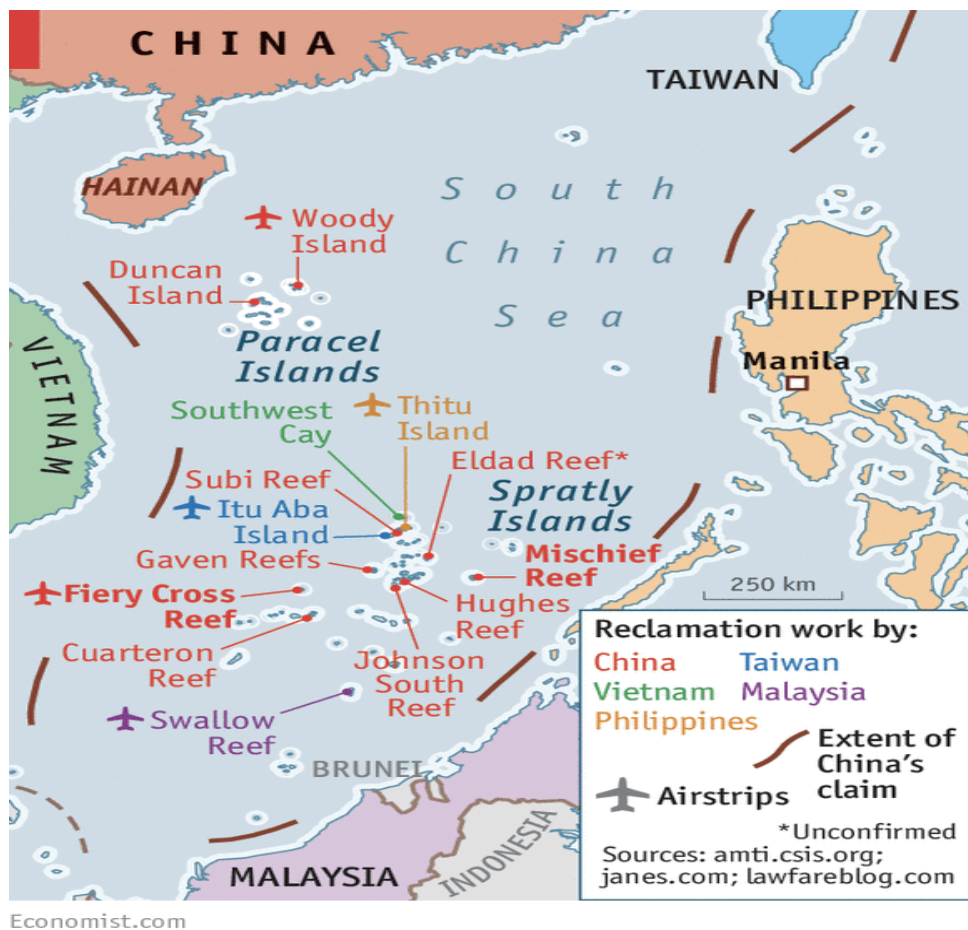 CHINA
TAIWAN
HAINAN
South
China
Sea
Woody
Island
Duncan
Island
Paracel
Islands
PHILIPPINES
Manila
VIETNAM
Southwest
Cay
Thitu
Island
Eldad Reef*
Subi Reef
Spratly
Islands
Itu Aba
Island
Gaven Reefs
Mischief
Reef
Fiery Cross
Reef
Hughes
Reef
250 km
Cuarteron
Reef
Johnson
South
Reef
Swallow
Reef
BRUNEI
MALAYSIA
INDONESIA
Reclamation work by:
China Taiwan
Vietnam Malaysia
Philippines
Extent of
China's
claim
Airstrips
*Unconfirmed
Sources: amti.csis.org;
janes.com; lawfareblog.com
Economist.com